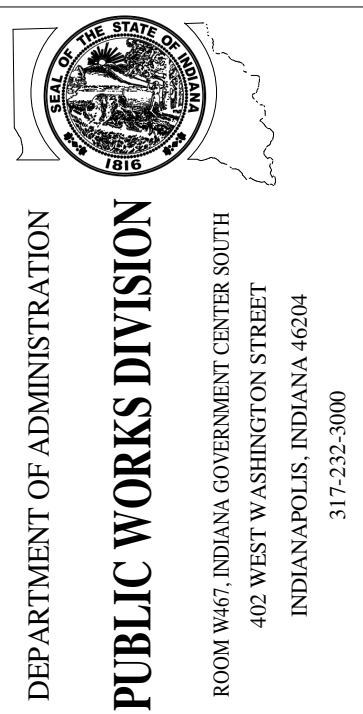 SEAL OF THE STATE OF INDIANA
1816
DEPARTMENT OF ADMINISTRATION
PUBLIC WORKS DIVISION
ROOM W467, INDIANA GOVERNMENT CENTER SOUTH
402 WEST WASHINGTON STREET
INDIANAPOLIS, INDIANA 46204
317-232-3000